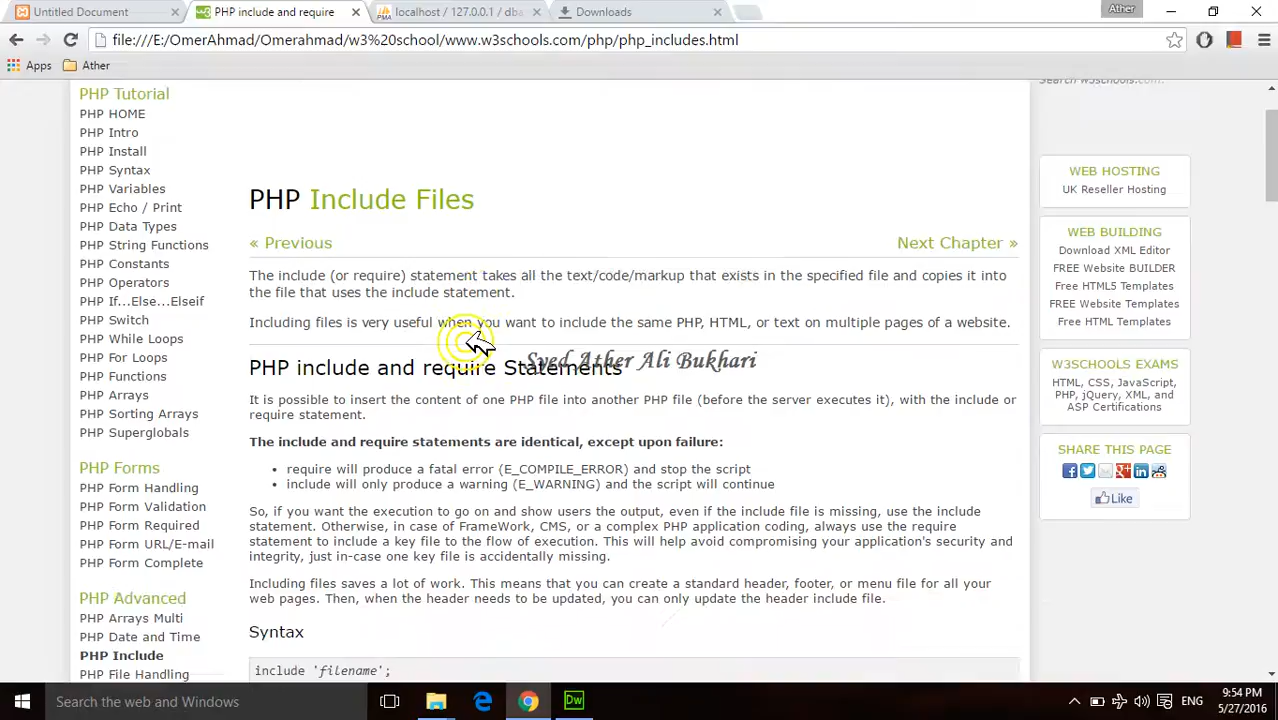 Untitled Document
PHP include and require
localhost / 127.0.0.1 / dba
Downloads
Ather
file:///E:/OmerAhmad/Omerahmad/w3%20school/www.w3schools.com/php/php_includes.html
Apps
Ather
PHP Tutorial
PHP HOME
PHP Intro
PHP Install
PHP Syntax
PHP Variables
PHP Echo / Print
PHP Data Types
PHP String Functions
PHP Constants
PHP Operators
PHP If...Else...Elseif
PHP Switch
PHP While Loops
PHP For Loops
PHP Functions
PHP Arrays
PHP Sorting Arrays
PHP Superglobals
PHP Forms
PHP Form Handling
PHP Form Validation
PHP Form Required
PHP Form URL/E-mail
PHP Form Complete
PHP Advanced
PHP Arrays Multi
PHP Date and Time
PHP Include
PHP File Handling
PHP Include Files
« Previous
Next Chapter »
The include (or require) statement takes all the text/code/markup that exists in the specified file and copies it into
the file that uses the include statement.
Including files is very useful when you want to include the same PHP, HTML, or text on multiple pages of a website.
PHP include and require Statements
Syed Ather Ali Bukhari
It is possible to insert the content of one PHP file into another PHP file (before the server executes it), with the include or
require statement.
The include and require statements are identical, except upon failure:
• require will produce a fatal error (E_COMPILE_ERROR) and stop the script
• include will only produce a warning (E_WARNING) and the script will continue
So, if you want the execution to go on and show users the output, even if the include file is missing, use the include
statement. Otherwise, in case of FrameWork, CMS, or a complex PHP application coding, always use the require
statement to include a key file to the flow of execution. This will help avoid compromising your application's security and
integrity, just in-case one key file is accidentally missing.
Including files saves a lot of work. This means that you can create a standard header, footer, or menu file for all your
web pages. Then, when the header needs to be updated, you can only update the header include file.
Syntax
include 'filename';
Search w3schools.com:
WEB HOSTING
UK Reseller Hosting
WEB BUILDING
Download XML Editor
FREE Website BUILDER
Free HTML5 Templates
FREE Website Templates
Free HTML Templates
W3SCHOOLS EXAMS
HTML, CSS, JavaScript,
PHP, jQuery, XML, and
ASP Certifications
SHARE THIS PAGE
Like
Search the web and Windows
Dw
ENG
9:54 PM
5/27/2016